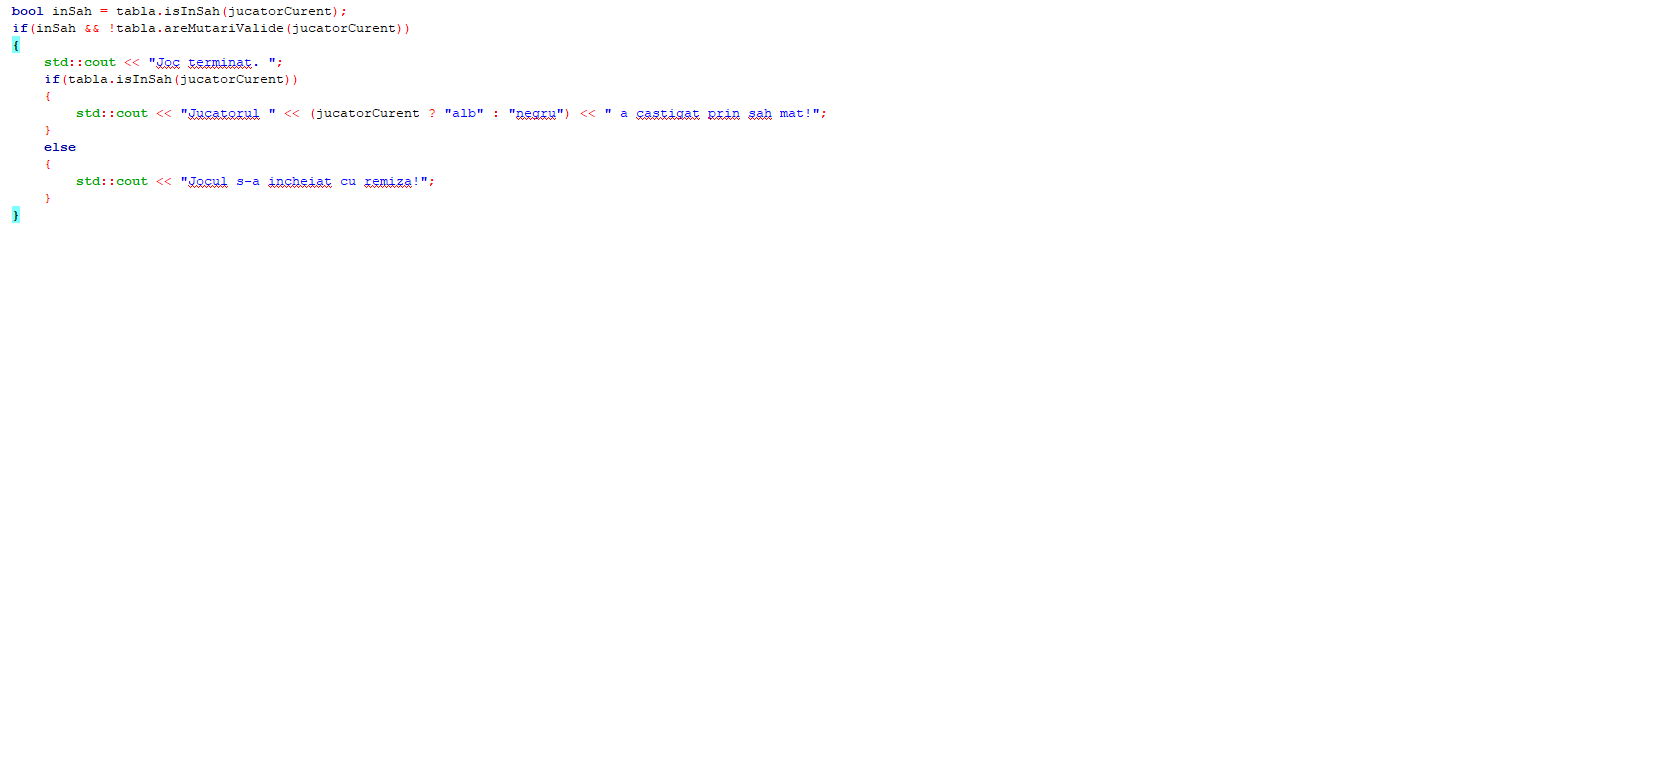 bool inSah = tabla.isInSah(jucatorCurent);
if(inSah && !tabla.areMutariValide(jucatorCurent))
{
    std::cout << "Joc terminat. ";
    if(tabla.isInSah(jucatorCurent))
    {
        std::cout << "Jucatorul " << (jucatorCurent ? "alb" : "negru") << " a castigat prin sah mat!";
    }
    else
    {
        std::cout << "Jocul s-a incheiat cu remiza!";
    }
}